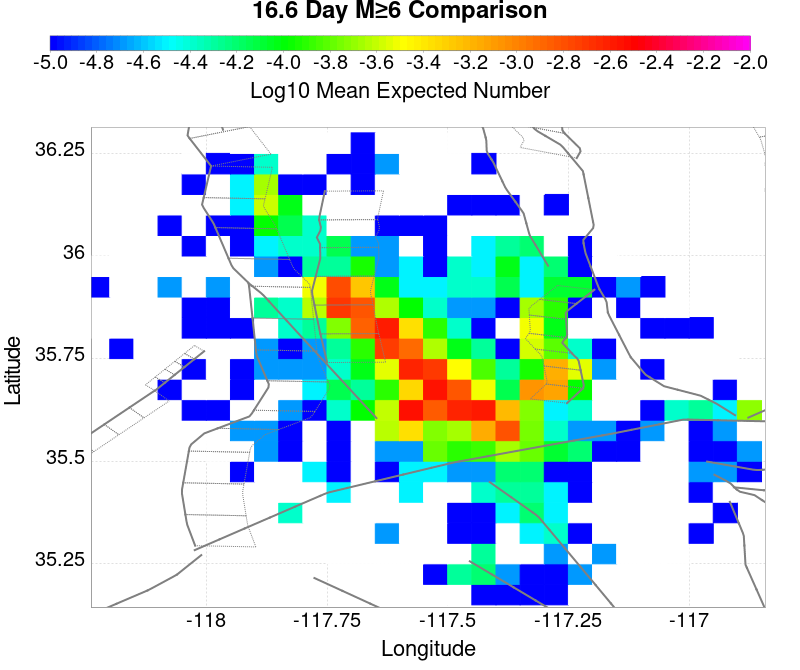 16.6 Day M≥6 Comparison
-5.0 -4.8 -4.6 -4.4 -4.2 -4.0 -3.8 -3.6 -3.4 -3.2 -3.0 -2.8 -2.6 -2.4 -2.2 -2.0
Log10 Mean Expected Number
36.25
36
35.75
35.5
35.25
Latitude
-118 -117.75 -117.5 -117.25 -117
Longitude